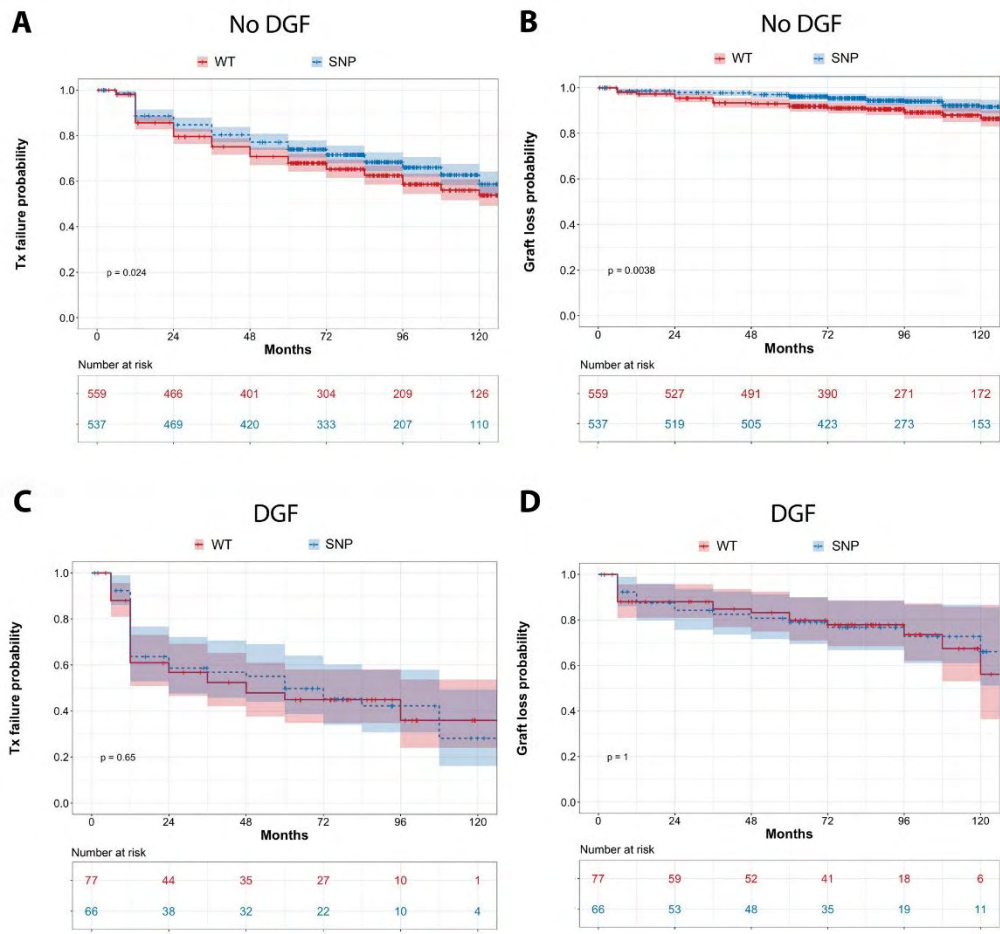 A
No DGF
WT SNP
Tx failure probability
1.0
0.8
0.6
0.4
0.2
0.0
p = 0.024
0 24 48 72 96 120
Months
Number at risk
559 466 401 304 209 126
537 469 420 333 207 110
B
No DGF
WT SNP
Graft loss probability
1.0
0.8
0.6
0.4
0.2
0.0
p = 0.0038
0 24 48 72 96 120
Months
Number at risk
559 527 491 390 271 172
537 519 505 423 273 153
C
DGF
WT SNP
Tx failure probability
1.0
0.8
0.6
0.4
0.2
0.0
p = 0.65
0 24 48 72 96 120
Months
Number at risk
77 44 35 27 10 1
66 38 32 22 10 4
D
DGF
WT SNP
Graft loss probability
1.0
0.8
0.6
0.4
0.2
0.0
p = 1
0 24 48 72 96 120
Months
Number at risk
77 59 52 41 18 6
66 53 48 35 19 11